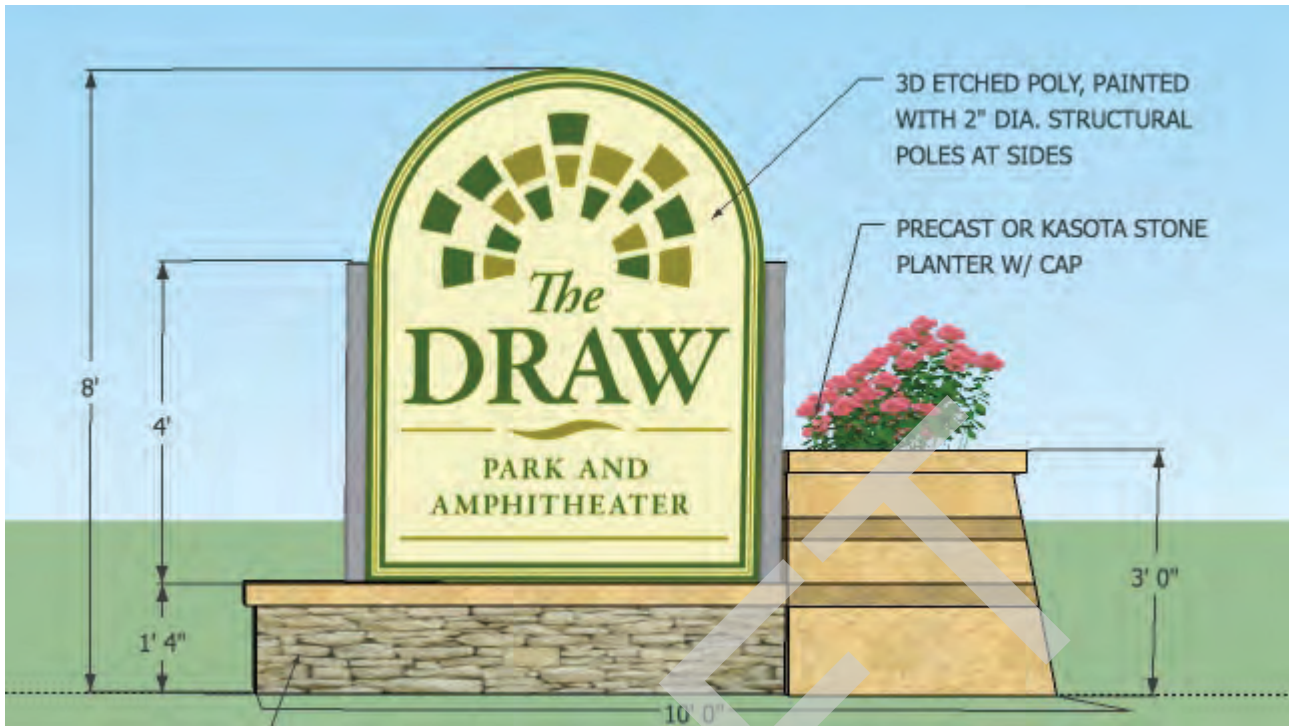 3D ETCHED POLY, PAINTED
WITH 2" DIA. STRUCTURAL
POLES AT SIDES
PRECAST OR KASOTA STONE
PLANTER W/ CAP
The
DRAW
PARK AND
AMPHITHEATER
8'
4'
1' 4"
3' 0"
10' 0"